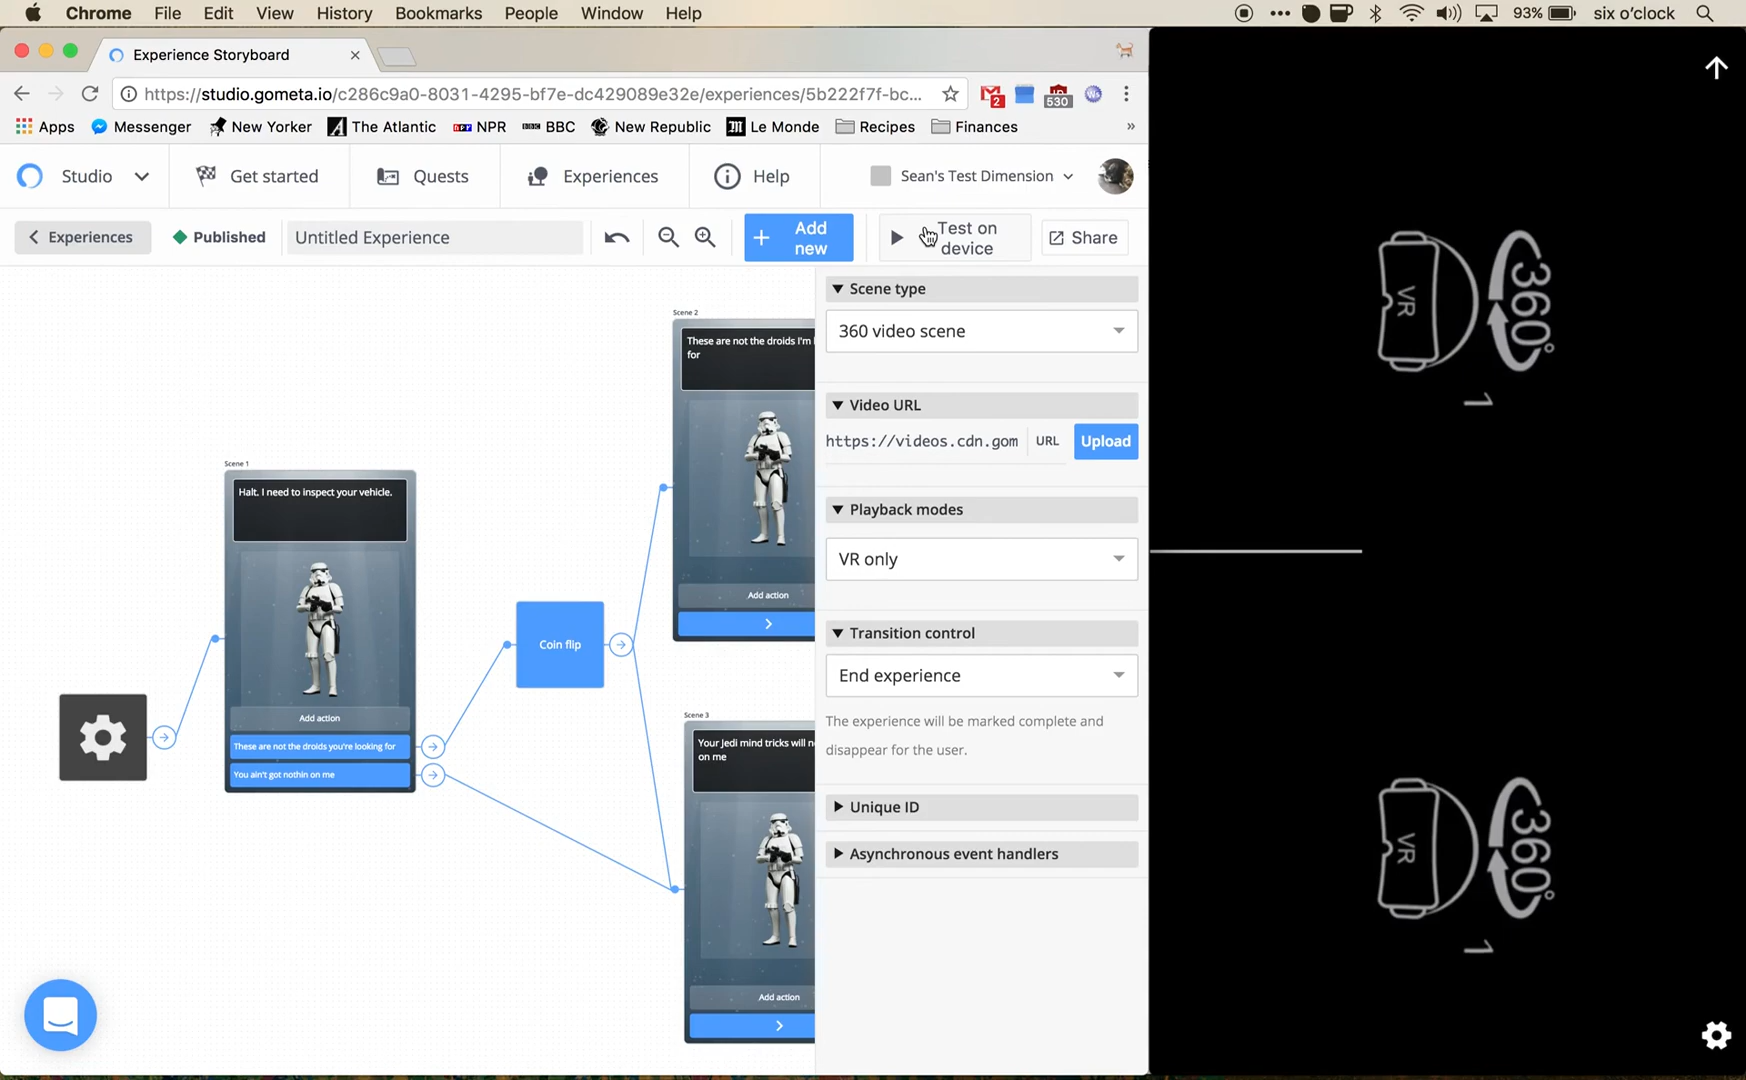 Chrome File Edit View History Bookmarks People Window Help 93% six o'clock
Experience Storyboard
https://studio.gometa.io/c286c9a0-8031-4295-bf7e-dc429089e32e/experiences/5b222f7f-bc... 2 530 Ws
Apps Messenger New Yorker The Atlantic npr NPR BBC BBC New Republic M Le Monde Recipes Finances »
Studio Get started Quests Experiences Help Sean's Test Dimension
Experiences Published Untitled Experience Add new Test on device Share
Scene type
360 video scene
Video URL
https://videos.cdn.gom URL Upload
Playback modes
VR only
Transition control
End experience
The experience will be marked complete and
disappear for the user.
Unique ID
Asynchronous event handlers
Scene 1
Halt. I need to inspect your vehicle.
Add action
These are not the droids you're looking for
You ain't got nothin on me
Coin flip
Scene 2
These are not the droids I'm
for
Add action
Scene 3
Your Jedi mind tricks will n
on me
Add action
VR 360°
1
VR 360°
1